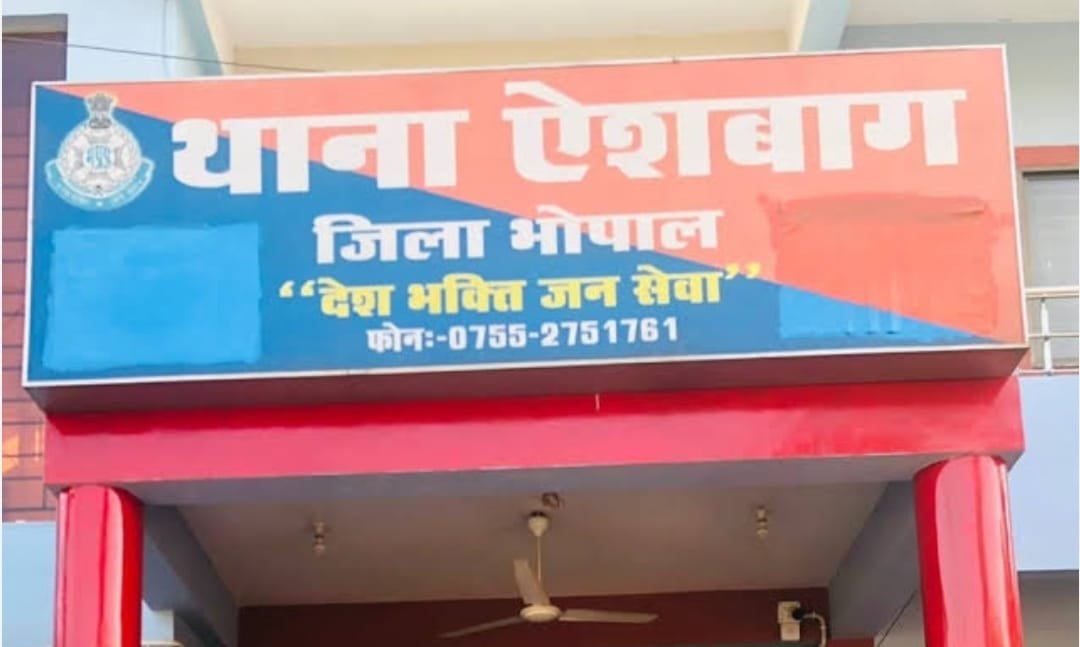 थाना ऐशबाग
जिला भोपाल
“देश भक्ति जन सेवा”
फोनः-0755-2751761